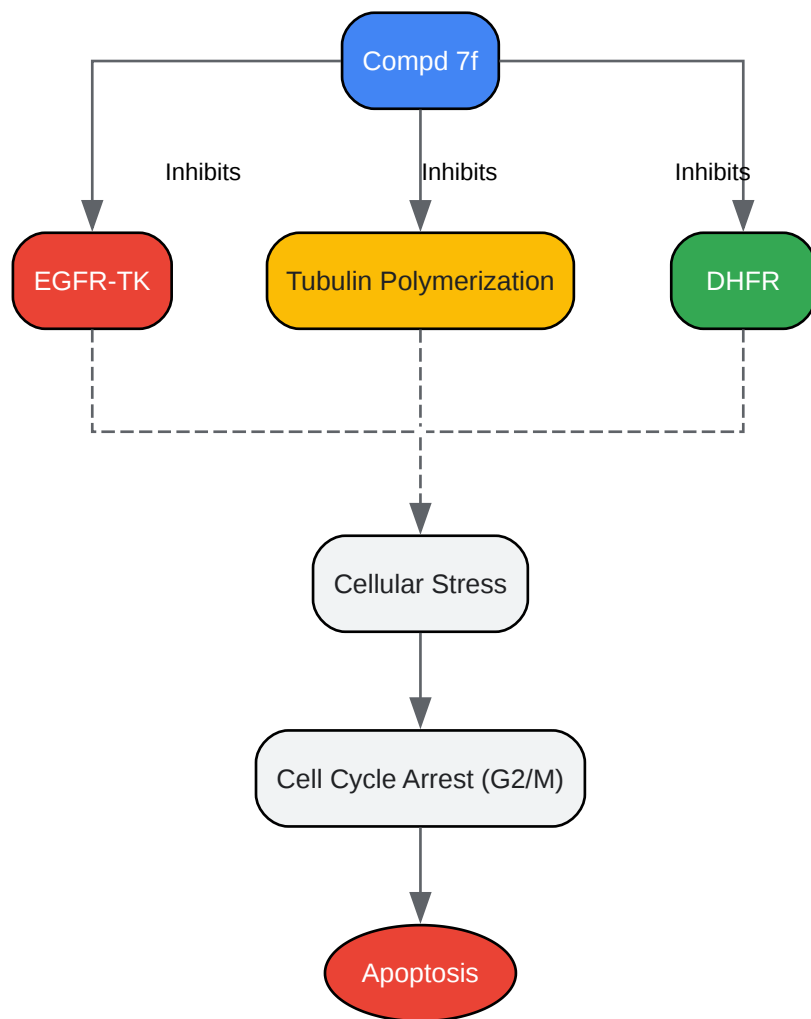 Compd 7f
Inhibits
Inhibits
Inhibits
EGFR-TK
Tubulin Polymerization
DHFR
Cellular Stress
Cell Cycle Arrest (G2/M)
Apoptosis